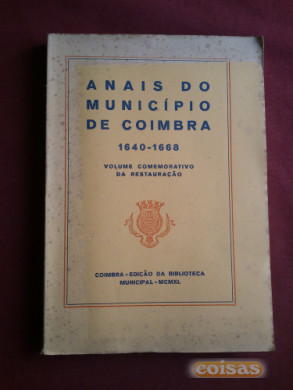 ANAIS DO
MUNICÍPIO
DE COIMBRA
1640-1668
VOLUME COMEMORATIVO
DA RESTAURAÇÃO
COIMBRA - EDIÇÃO DA BIBLIOTECA
MUNICIPAL - MCMXL
coisas